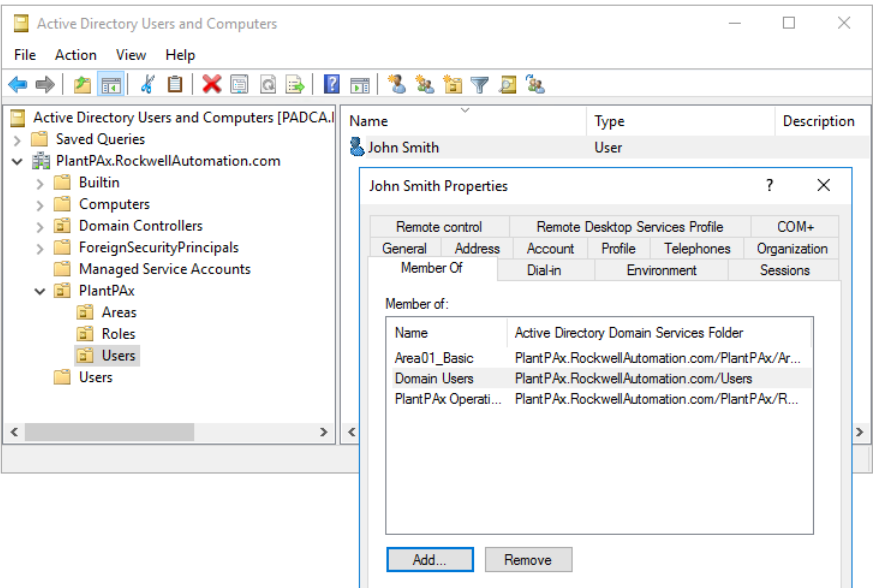 Active Directory Users and Computers
File Action View Help
Active Directory Users and Computers [PADCA.I
Saved Queries
PlantPAx.RockwellAutomation.com
Builtin
Computers
Domain Controllers
ForeignSecurityPrincipals
Managed Service Accounts
PlantPAx
Areas
Roles
Users
Users
Name Type Description
John Smith User
John Smith Properties ?
Remote control Remote Desktop Services Profile COM+
General Address Account Profile Telephones Organization
Member Of Dial-in Environment Sessions
Member of:
Name Active Directory Domain Services Folder
Area01_Basic PlantPAx.RockwellAutomation.com/PlantPAx/Ar...
Domain Users PlantPAx.RockwellAutomation.com/Users
PlantPAx Operati... PlantPAx.RockwellAutomation.com/PlantPAx/R...
Add... Remove